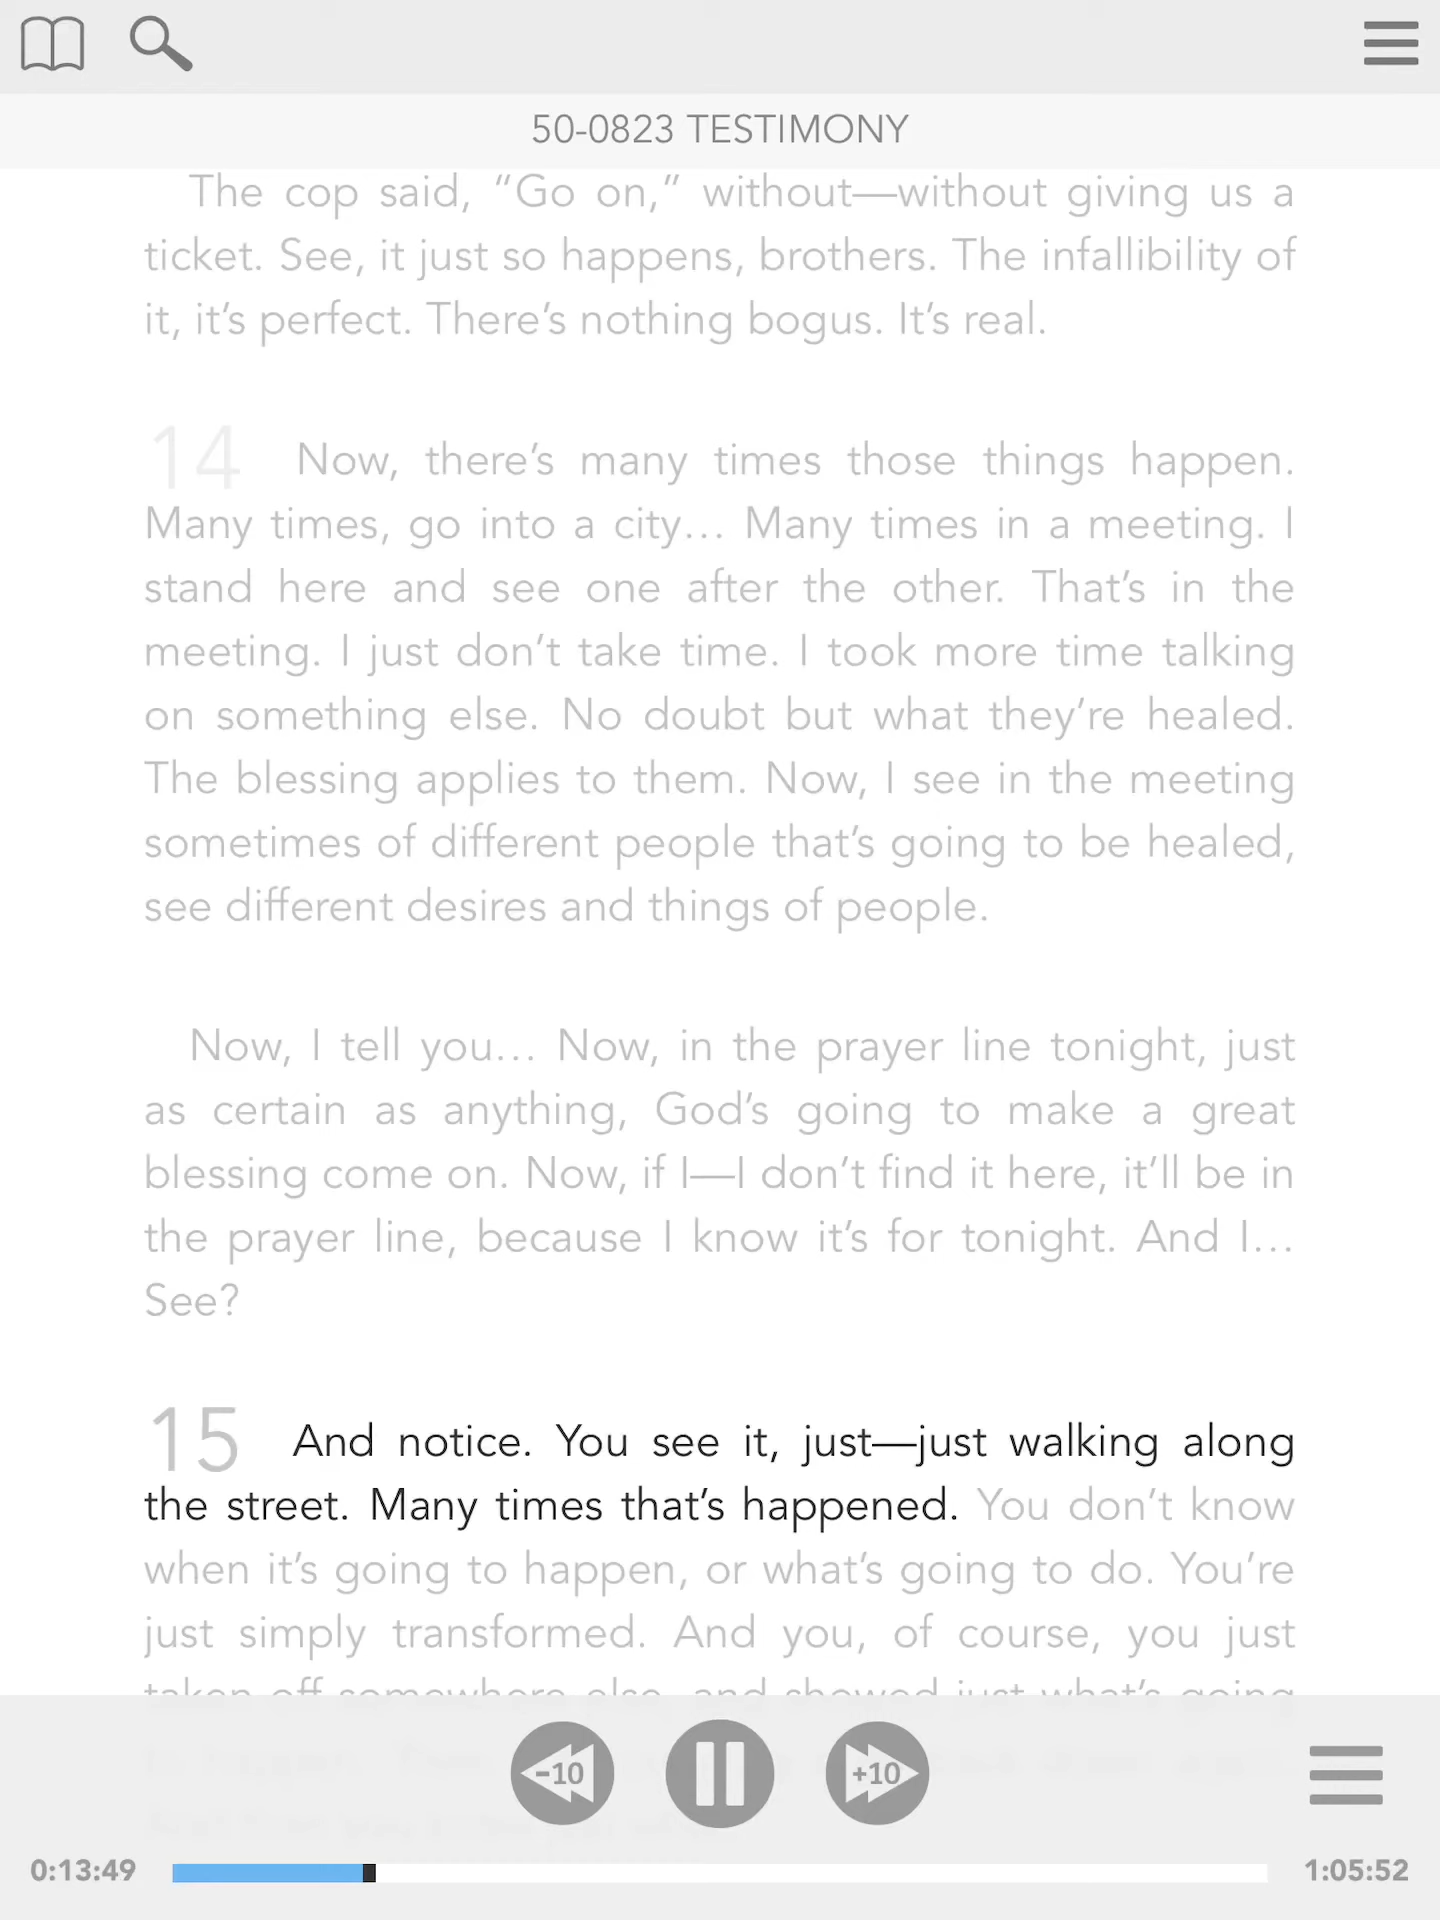 50-0823 TESTIMONY
The cop said, “Go on,” without—without giving us a
ticket. See, it just so happens, brothers. The infallibility of
it, it’s perfect. There’s nothing bogus. It’s real.
14 Now, there’s many times those things happen.
Many times, go into a city… Many times in a meeting. I
stand here and see one after the other. That’s in the
meeting. I just don’t take time. I took more time talking
on something else. No doubt but what they’re healed.
The blessing applies to them. Now, I see in the meeting
sometimes of different people that’s going to be healed,
see different desires and things of people.
Now, I tell you… Now, in the prayer line tonight, just
as certain as anything, God’s going to make a great
blessing come on. Now, if I—I don’t find it here, it’ll be in
the prayer line, because I know it’s for tonight. And I…
See?
15 And notice. You see it, just—just walking along
the street. Many times that’s happened. You don’t know
when it’s going to happen, or what’s going to do. You’re
just simply transformed. And you, of course, you just
taken off somewhere else, and showed just what’s going
-10 +10
0:13:49 1:05:52